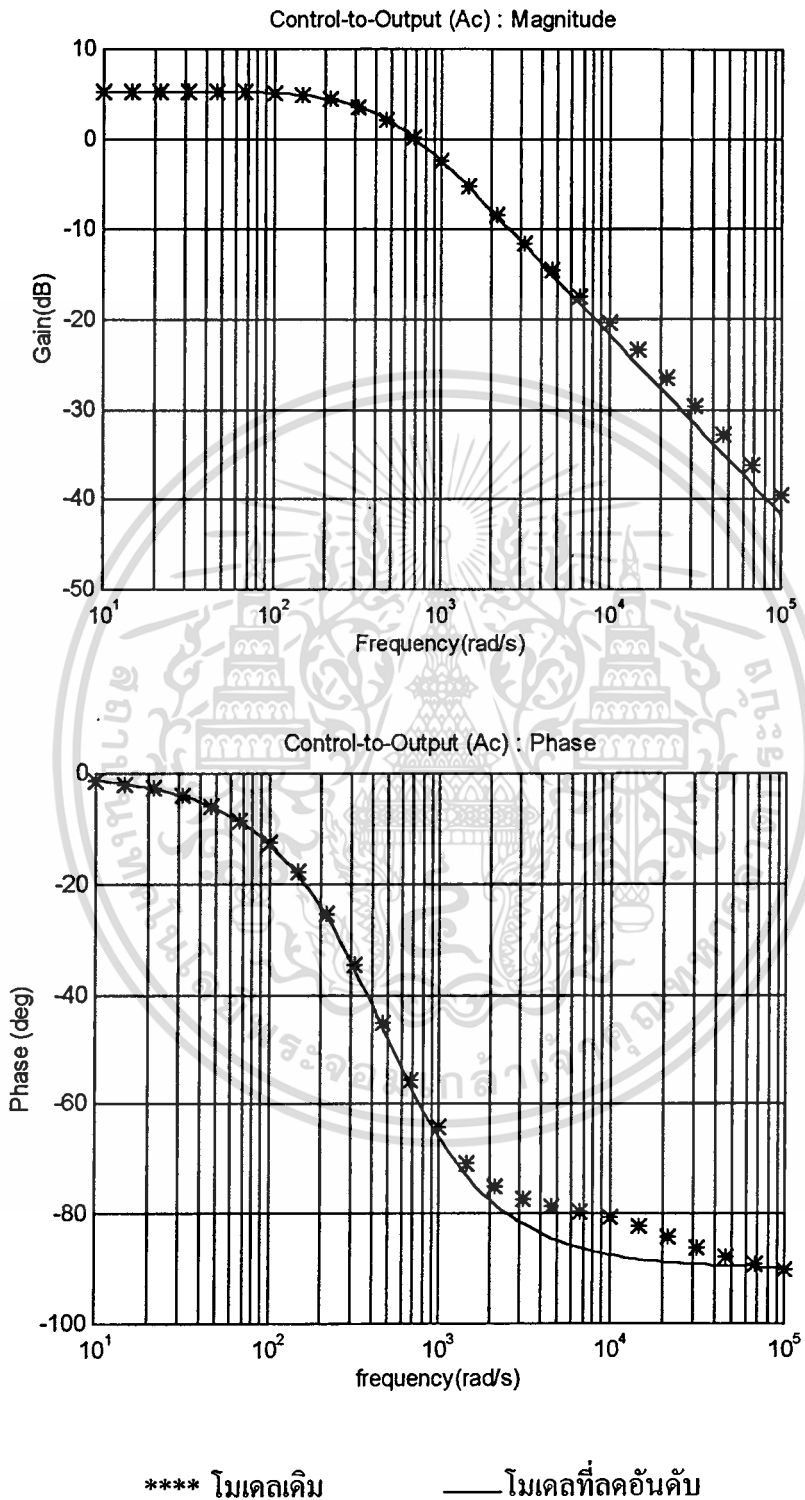 Control-to-Output (Ac) : Magnitude
10
0
-10
-20
-30
-40
-50
Gain(dB)
10¹ 10² 10³ 10⁴ 10⁵
Frequency(rad/s)
Control-to-Output (Ac) : Phase
0
-20
-40
-60
-80
-100
Phase (deg)
10¹ 10² 10³ 10⁴ 10⁵
frequency(rad/s)
**** โมเดลเดิม —— โมเดลที่ลดอันดับ